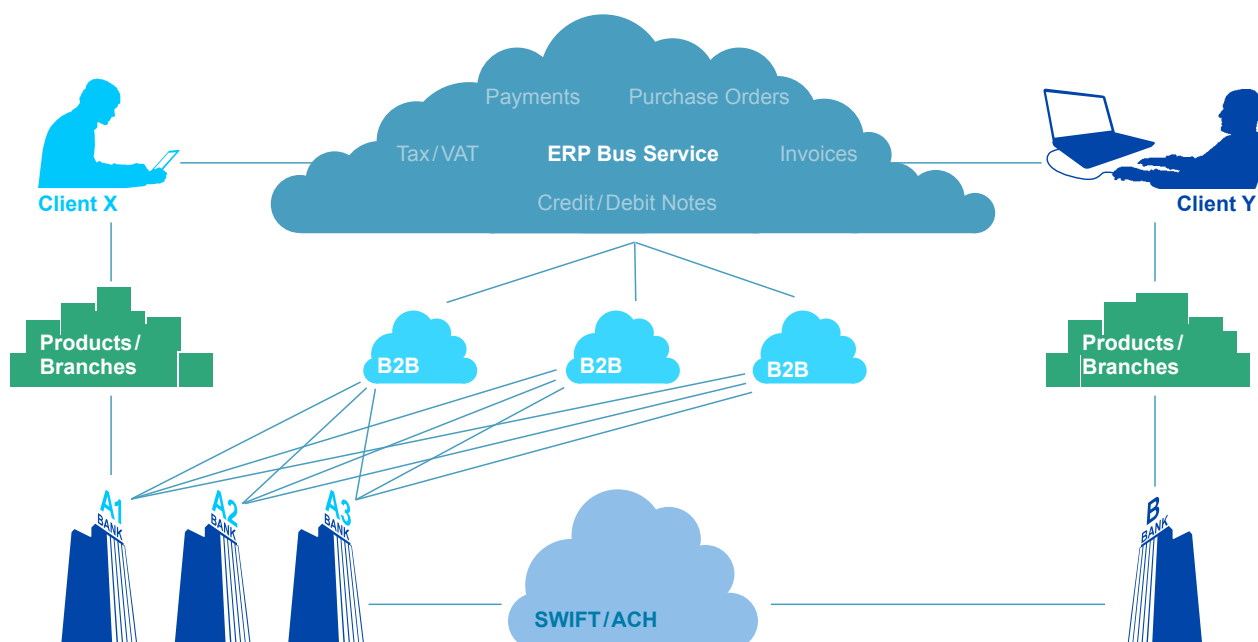 Payments
Purchase Orders
Tax/VAT
ERP Bus Service
Invoices
Credit/Debit Notes
Client X
Client Y
Products/
Branches
B2B
B2B
B2B
Products/
Branches
A1
BANK
A2
BANK
A3
BANK
B
BANK
SWIFT/ACH